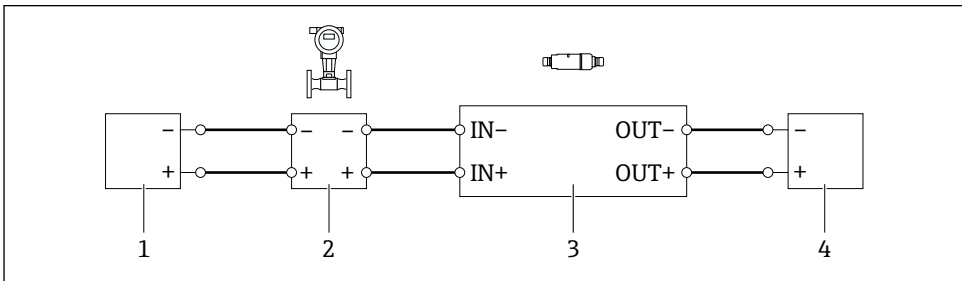 − − − IN− OUT− −
+ + + IN+ OUT+ +
1 2 3 4